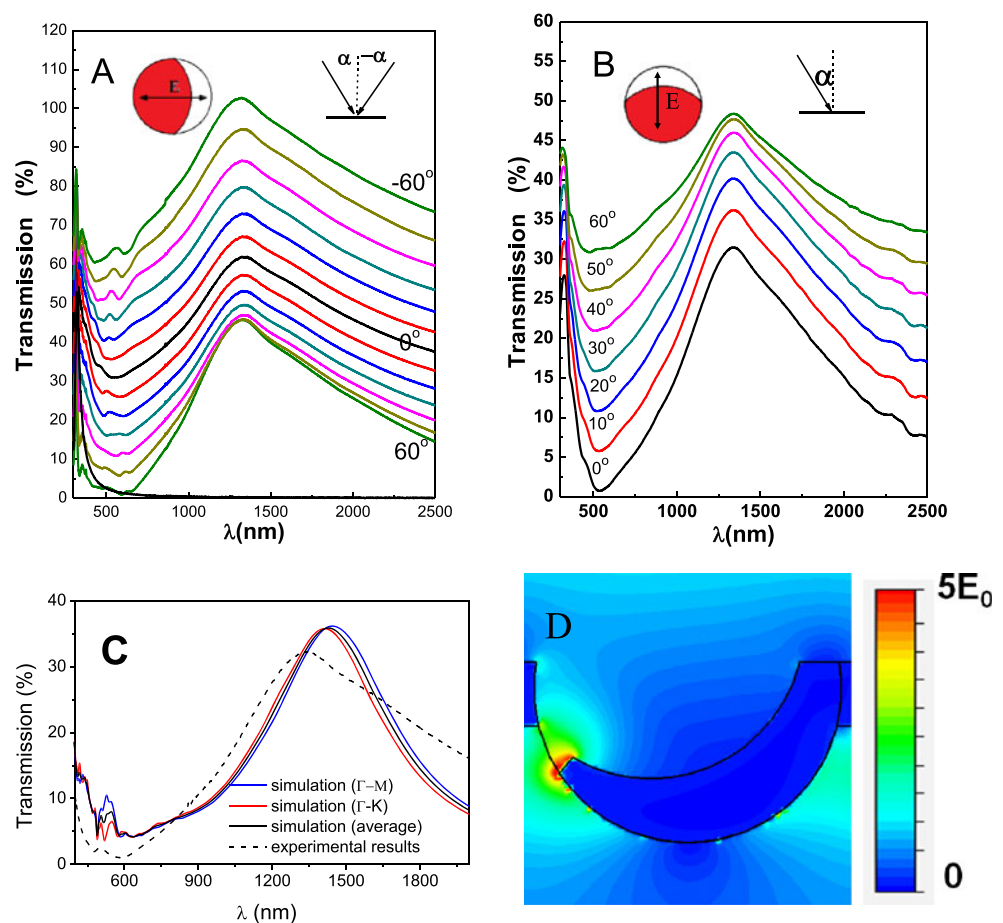 A
E
α
–α
Transmission (%)
120
110
100
90
80
70
60
50
40
30
20
10
0
-60°
0°
60°
500 1000 1500 2000 2500
λ(nm)
B
E
α
Transmission (%)
60
55
50
45
40
35
30
25
20
15
10
5
0
60°
50°
40°
30°
20°
10°
0°
500 1000 1500 2000 2500
λ(nm)
C
Transmission (%)
40
30
20
10
0
simulation (Γ–M)
simulation (Γ-K)
simulation (average)
experimental results
600 900 1200 1500 1800
λ (nm)
D
5E₀
0